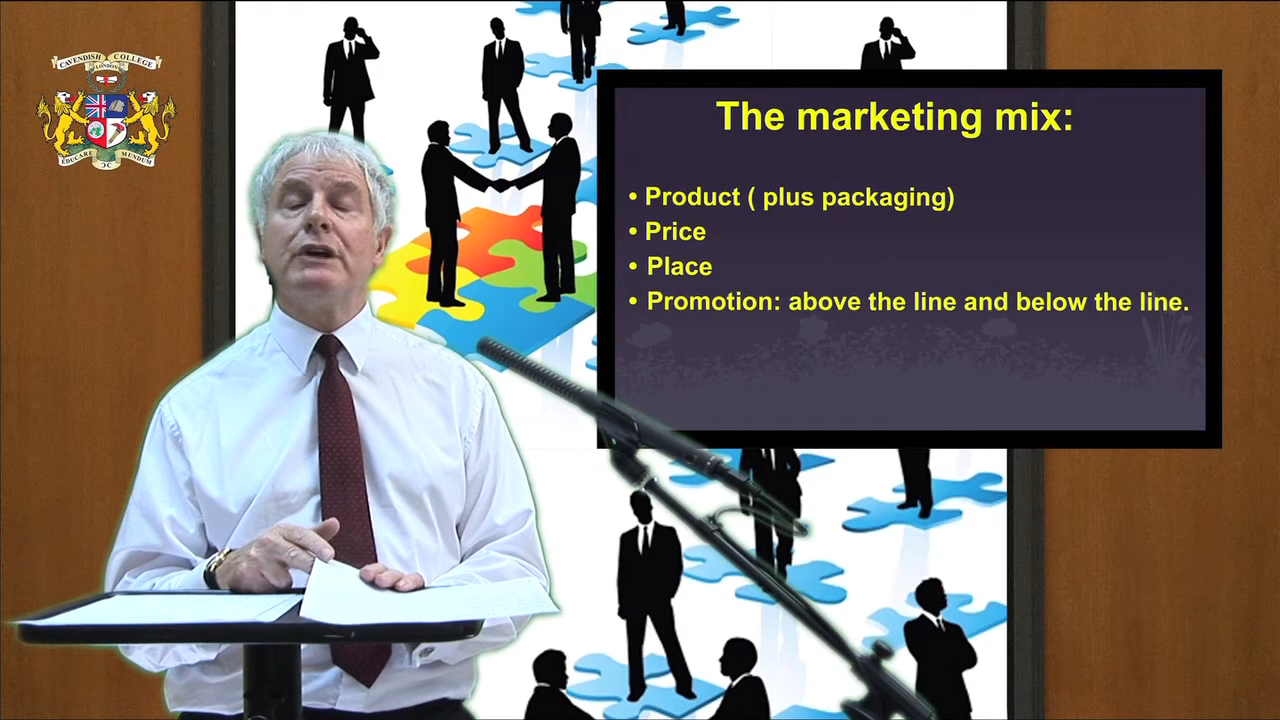 CAVENDISH COLLEGE
LONDON
EDUCARE MUNDUM
The marketing mix:
• Product ( plus packaging)
• Price
• Place
• Promotion: above the line and below the line.